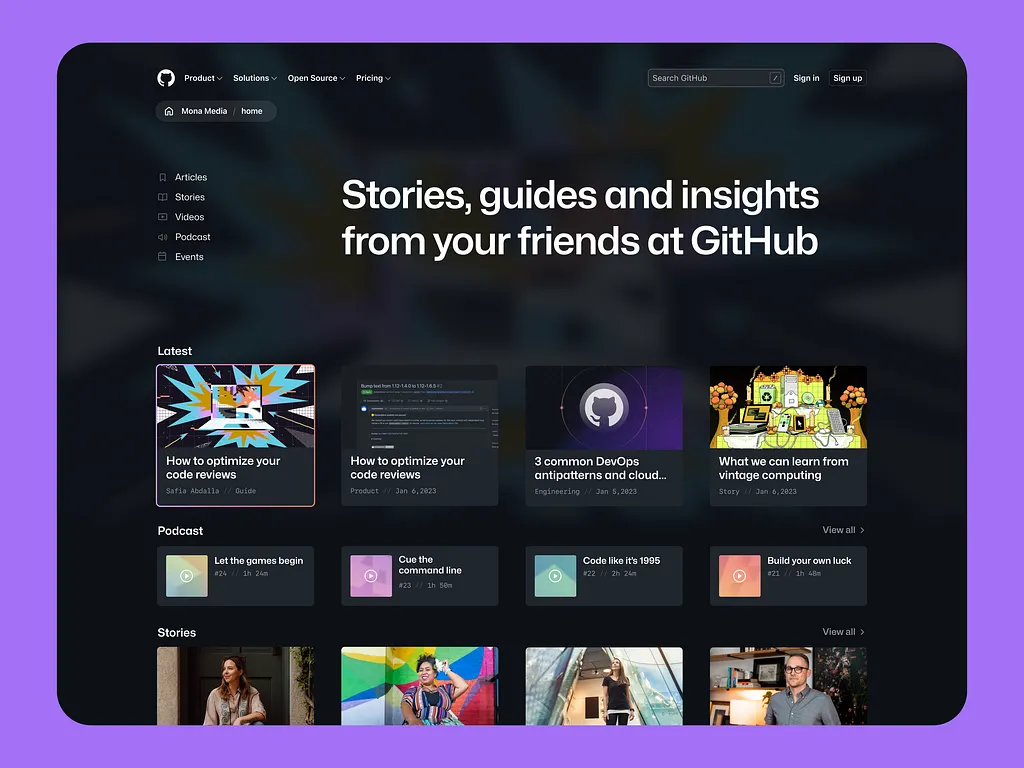 Product
Solutions
Open Source
Pricing
Search GitHub
/
Sign in
Sign up
Mona Media / home
Articles
Stories
Videos
Podcast
Events
Stories, guides and insights
from your friends at GitHub
Latest
How to optimize your
code reviews
Safia Abdalla // Guide
Bump text from 1.12-1.4.0 to 1.12-1.6.5
How to optimize your
code reviews
Product // Jan 6,2023
3 common DevOps
antipatterns and cloud...
Engineering // Jan 5,2023
What we can learn from
vintage computing
Story // Jan 6,2023
Podcast
View all
Let the games begin
#24 // 1h 24m
Cue the
command line
#23 // 1h 50m
Code like it's 1995
#22 // 2h 24m
Build your own luck
#21 // 1h 48m
Stories
View all